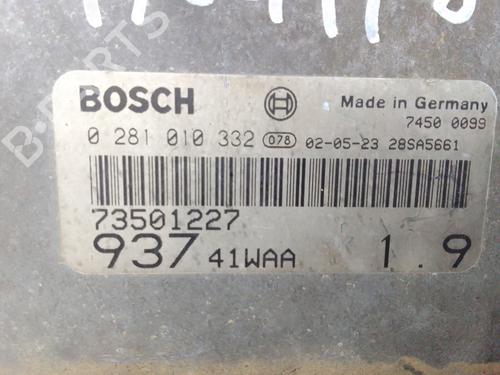 BOSCH
Made in Germany
7450 0099
0 281 010 332 078 02-05-23 28SA5661
73501227
937 41WAA 1.9